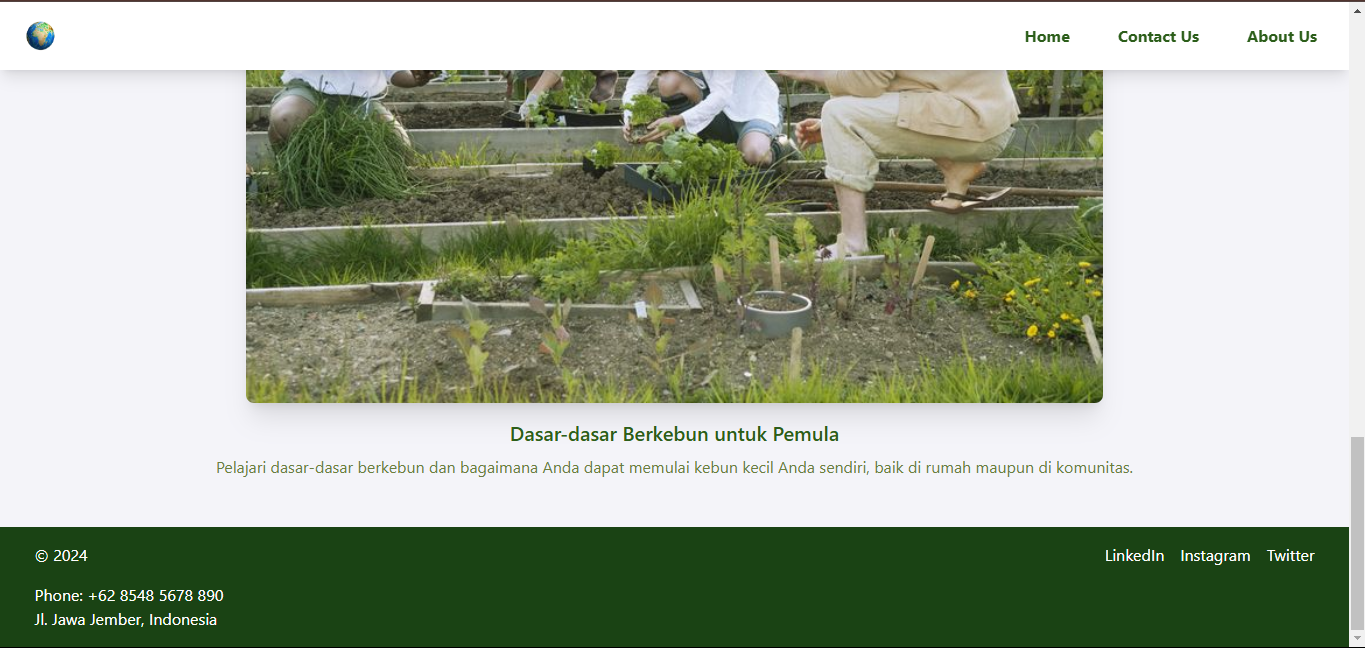 Home Contact Us About Us
Dasar-dasar Berkebun untuk Pemula
Pelajari dasar-dasar berkebun dan bagaimana Anda dapat memulai kebun kecil Anda sendiri, baik di rumah maupun di komunitas.
© 2024
LinkedIn Instagram Twitter
Phone: +62 8548 5678 890
Jl. Jawa Jember, Indonesia